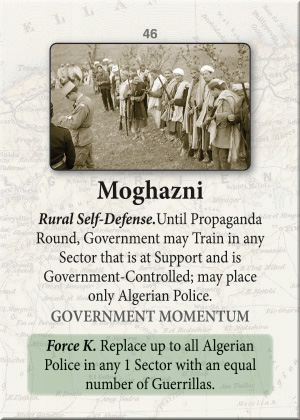 46
Moghazni
Rural Self-Defense.Until Propaganda
Round, Government may Train in any
Sector that is at Support and is
Government-Controlled; may place
only Algerian Police.
GOVERNMENT MOMENTUM
Force K. Replace up to all Algerian
Police in any 1 Sector with an equal
number of Guerrillas.